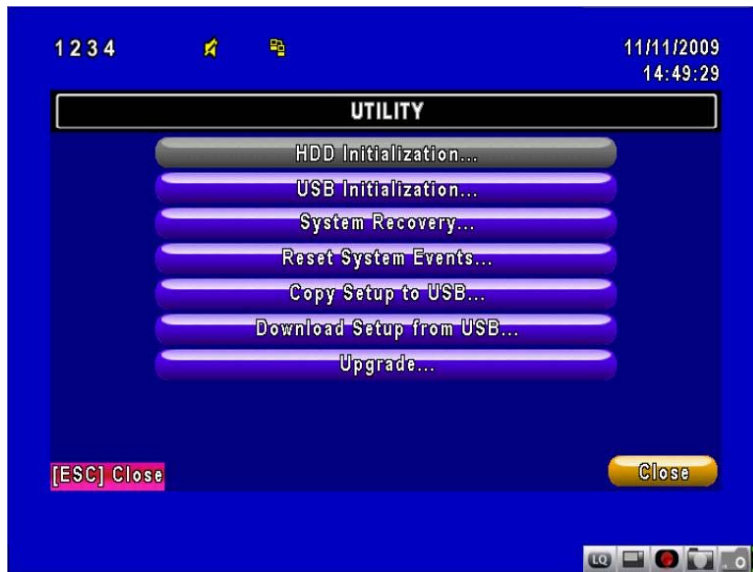 1234
11/11/2009
14:49:29
UTILITY
HDD Initialization...
USB Initialization...
System Recovery...
Reset System Events...
Copy Setup to USB...
Download Setup from USB...
Upgrade...
[ESC] Close
Close
LQ